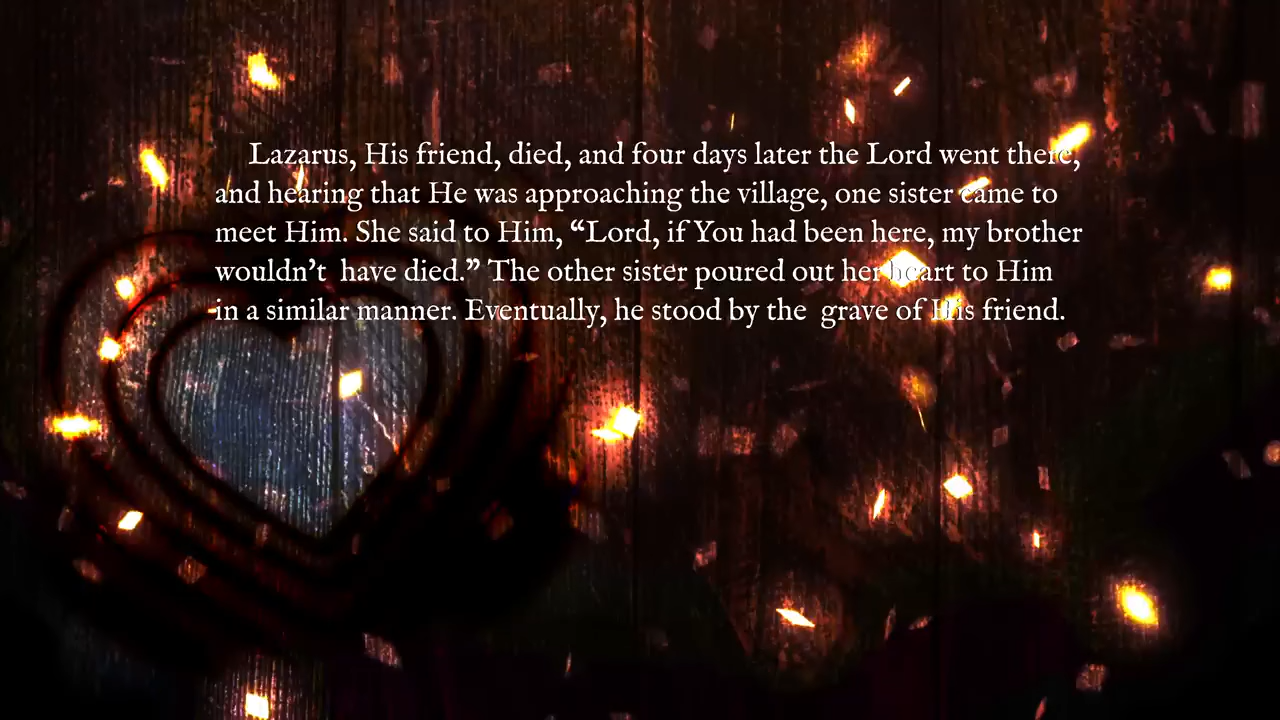 Lazarus, His friend, died, and four days later the Lord went there,
and hearing that He was approaching the village, one sister came to
meet Him. She said to Him, “Lord, if You had been here, my brother
wouldn’t  have died.” The other sister poured out her heart to Him
in a similar manner. Eventually, he stood by the  grave of His friend.